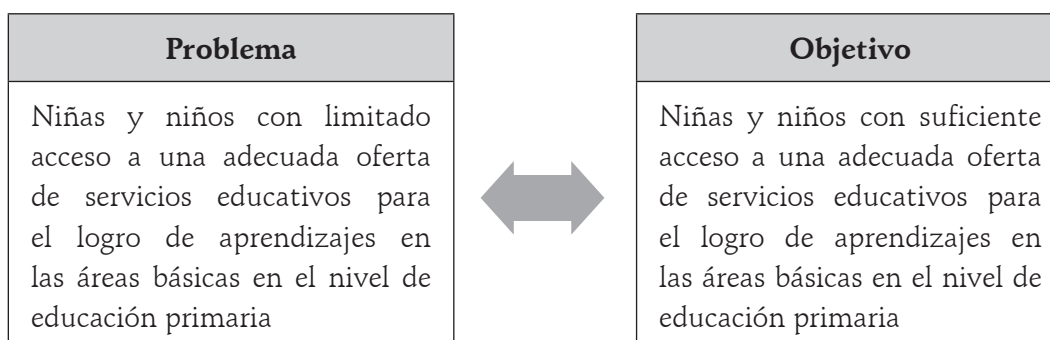 Problema
Niñas y niños con limitado
acceso a una adecuada oferta
de servicios educativos para
el logro de aprendizajes en
las áreas básicas en el nivel de
educación primaria
Objetivo
Niñas y niños con suficiente
acceso a una adecuada oferta
de servicios educativos para
el logro de aprendizajes en
las áreas básicas en el nivel de
educación primaria